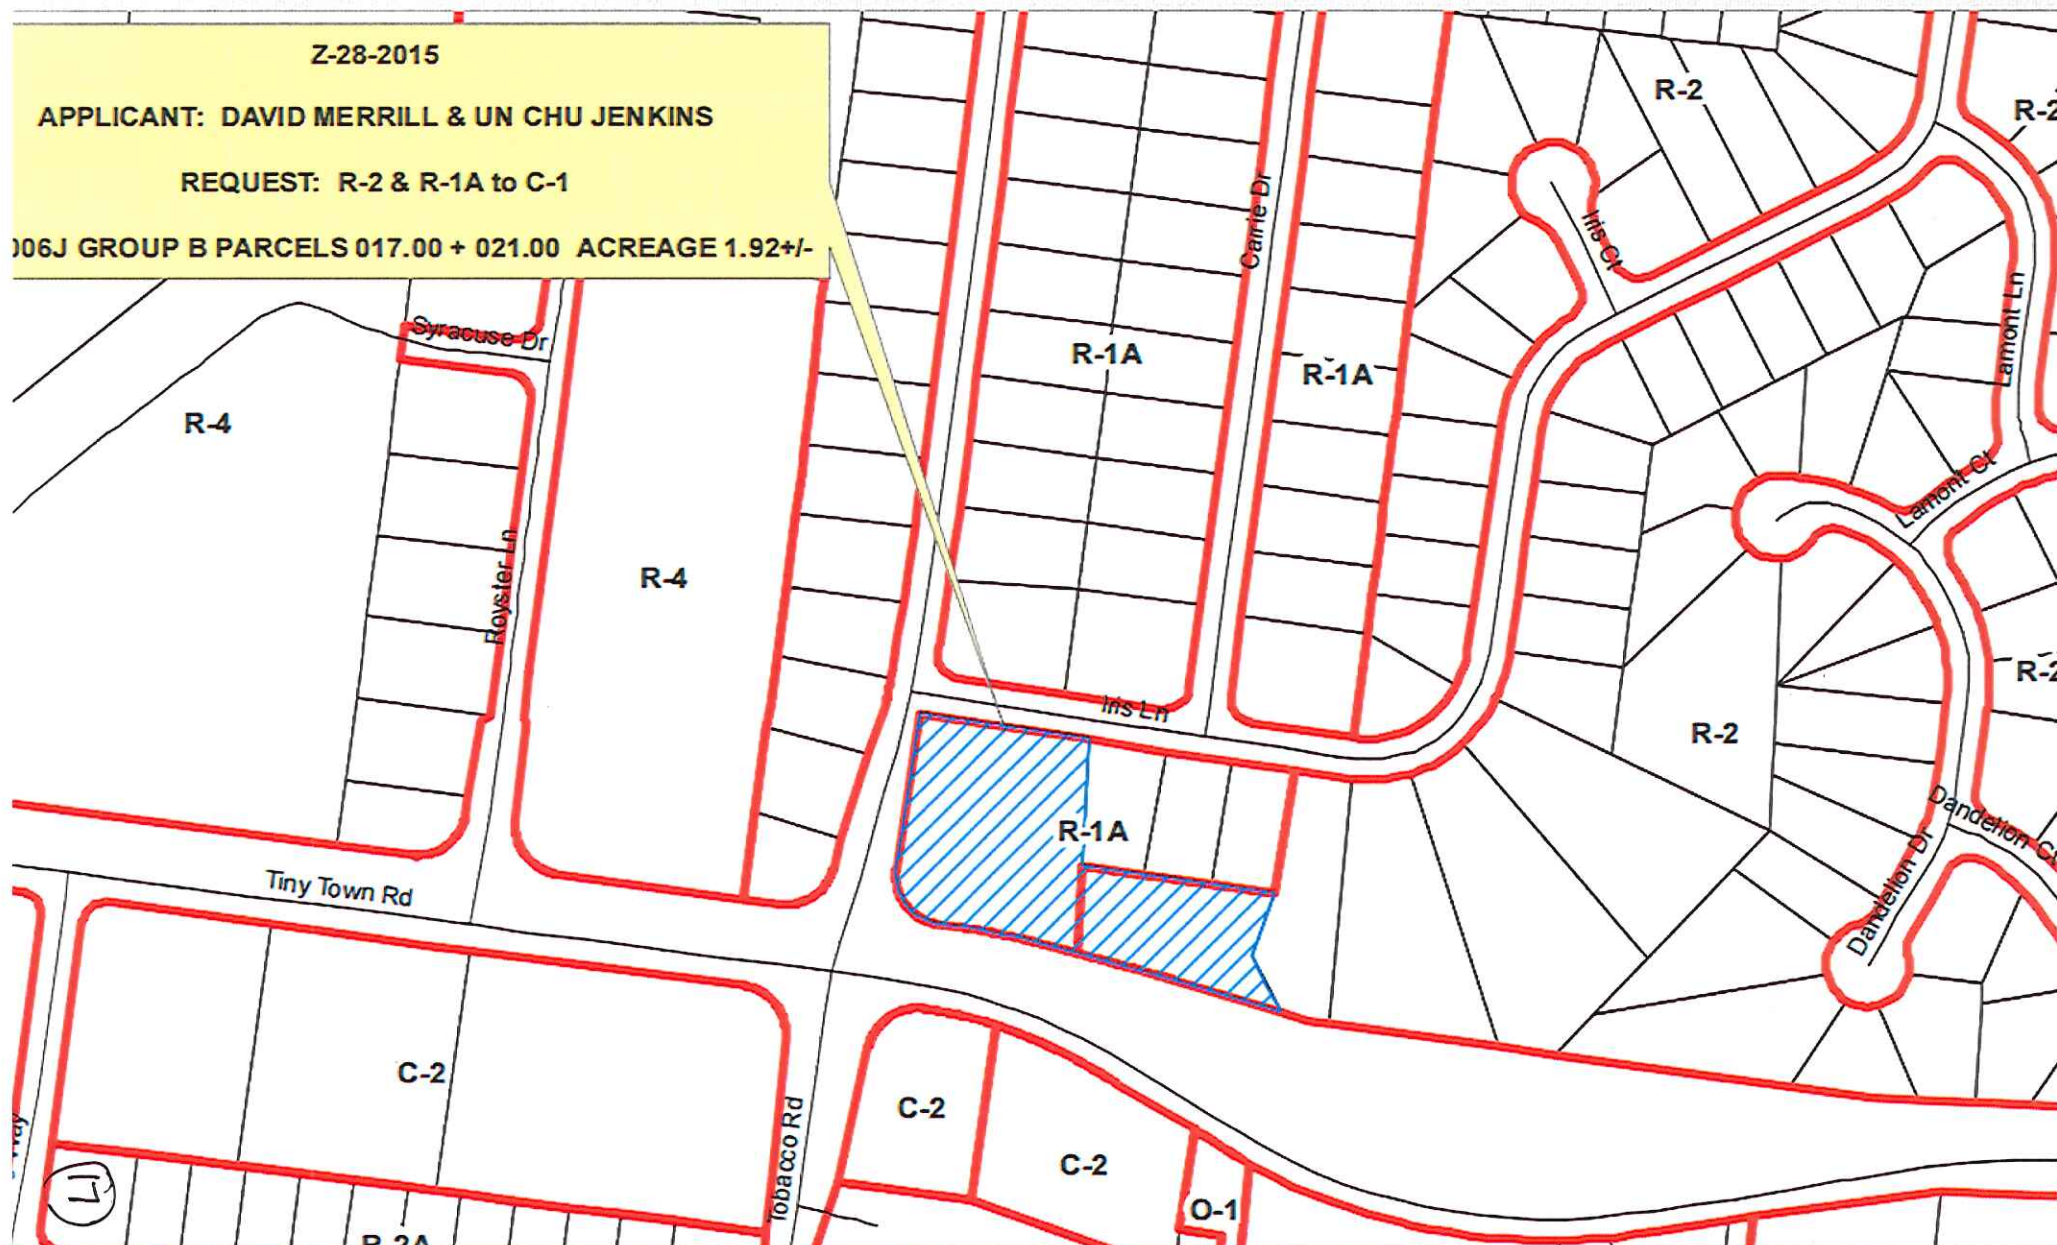 Z-28-2015
APPLICANT: DAVID MERRILL & UN CHU JENKINS
REQUEST: R-2 & R-1A to C-1
006J GROUP B PARCELS 017.00 + 021.00 ACREAGE 1.92+/-
R-2
R-2
Cairie Dr
Iris Ct
Lamont Ln
Syracuse Dr
R-1A
R-1A
R-4
Lamont Ct
Royster Ln
R-4
R-2
Iris Ln
R-2
R-1A
Dandelion Ct
Dandelion Dr
Tiny Town Rd
C-2
C-2
Tobacco Rd
C-2
O-1
17
R-2A